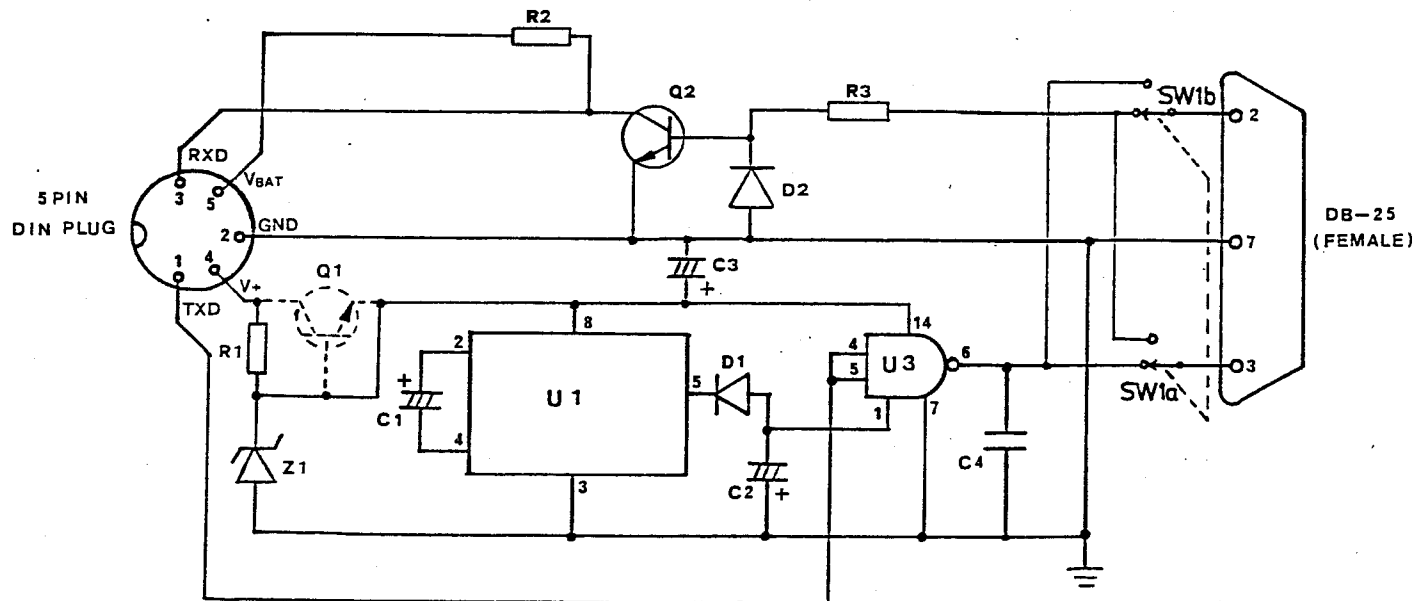 R2
Q2
R3
SW1b
2
RXD
VBAT
3
5
5 PIN
DIN PLUG
D2
DB-25
(FEMALE)
2
GND
7
4
1
V+
Q1
C3
+
TXD
8
14
R1
2
4
5
U3
6
3
+
C1
U1
5
D1
1
7
SW1a
4
Z1
3
C2
+
C4